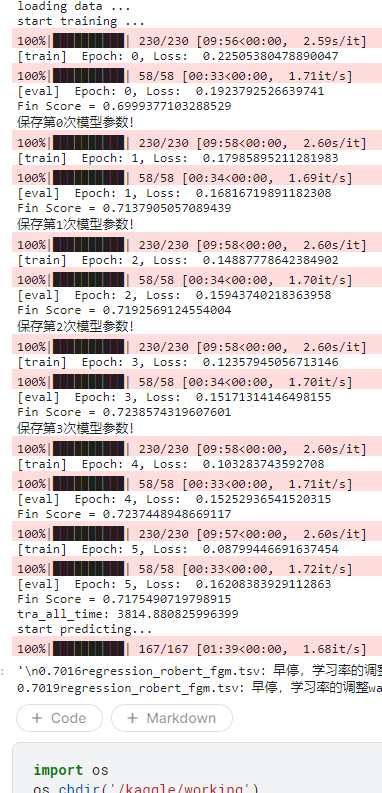 loading data ...
start training ...
100%|██████████| 230/230 [09:56<00:00,  2.59s/it]
[train]  Epoch: 0, Loss:  0.22505380478890047
100%|██████████| 58/58 [00:33<00:00,  1.71it/s]
[eval]  Epoch: 0, Loss:  0.1923792526639741
Fin Score = 0.6999377103288529
保存第0次模型参数!
100%|██████████| 230/230 [09:58<00:00,  2.60s/it]
[train]  Epoch: 1, Loss:  0.17985895211281983
100%|██████████| 58/58 [00:34<00:00,  1.69it/s]
[eval]  Epoch: 1, Loss:  0.16816719891182308
Fin Score = 0.7137905057089439
保存第1次模型参数!
100%|██████████| 230/230 [09:58<00:00,  2.60s/it]
[train]  Epoch: 2, Loss:  0.14887778642384902
100%|██████████| 58/58 [00:34<00:00,  1.70it/s]
[eval]  Epoch: 2, Loss:  0.15943740218363958
Fin Score = 0.7192569124554004
保存第2次模型参数!
100%|██████████| 230/230 [09:58<00:00,  2.60s/it]
[train]  Epoch: 3, Loss:  0.12357945056713146
100%|██████████| 58/58 [00:34<00:00,  1.70it/s]
[eval]  Epoch: 3, Loss:  0.15171314146498155
Fin Score = 0.7238574319607601
保存第3次模型参数!
100%|██████████| 230/230 [09:58<00:00,  2.60s/it]
[train]  Epoch: 4, Loss:  0.103283743592708
100%|██████████| 58/58 [00:33<00:00,  1.71it/s]
[eval]  Epoch: 4, Loss:  0.15252936541520315
Fin Score = 0.7237448948669117
100%|██████████| 230/230 [09:57<00:00,  2.60s/it]
[train]  Epoch: 5, Loss:  0.08799446691637454
100%|██████████| 58/58 [00:33<00:00,  1.72it/s]
[eval]  Epoch: 5, Loss:  0.16208383929112863
Fin Score = 0.7175490719798915
tra_all_time: 3814.880825996399
start predicting...
100%|██████████| 167/167 [01:39<00:00,  1.68it/s]
'\n0.7016regression_robert_fgm.tsv: 早停，学习率的调整
0.7019regression_robert_fgm.tsv: 早停，学习率的调整wa
+ Code
+ Markdown
import os
os.chdir('/kaggle/working')